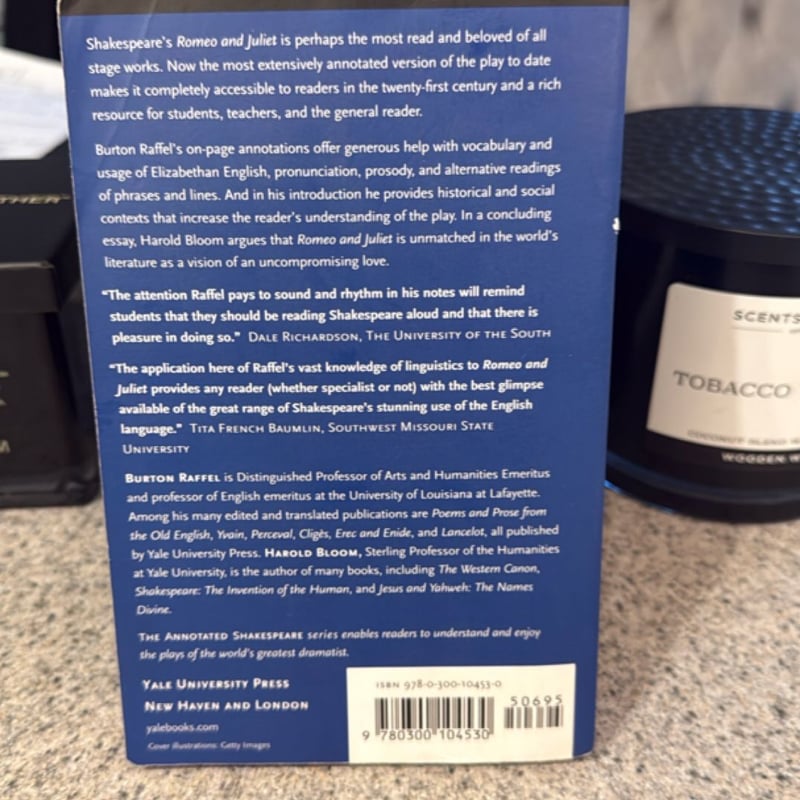 Shakespeare's Romeo and Juliet is perhaps the most read and beloved of all
stage works. Now the most extensively annotated version of the play to date
makes it completely accessible to readers in the twenty-first century and a rich
resource for students, teachers, and the general reader.
Burton Raffel's on-page annotations offer generous help with vocabulary and
usage of Elizabethan English, pronunciation, prosody, and alternative readings
of phrases and lines. And in his introduction he provides historical and social
contexts that increase the reader's understanding of the play. In a concluding
essay, Harold Bloom argues that Romeo and Juliet is unmatched in the world's
literature as a vision of an uncompromising love.
"The attention Raffel pays to sound and rhythm in his notes will remind
students that they should be reading Shakespeare aloud and that there is
pleasure in doing so." DALE RICHARDSON, THE UNIVERSITY OF THE SOUTH
"The application here of Raffel's vast knowledge of linguistics to Romeo and
Juliet provides any reader (whether specialist or not) with the best glimpse
available of the great range of Shakespeare's stunning use of the English
language." TITA FRENCH BAUMLIN, SOUTHWEST MISSOURI STATE
UNIVERSITY
BURTON RAFFEL is Distinguished Professor of Arts and Humanities Emeritus
and professor of English emeritus at the University of Louisiana at Lafayette.
Among his many edited and translated publications are Poems and Prose from
the Old English, Yvain, Perceval, Cligès, Erec and Enide, and Lancelot, all published
by Yale University Press. HAROLD BLOOM, Sterling Professor of the Humanities
at Yale University, is the author of many books, including The Western Canon,
Shakespeare: The Invention of the Human, and Jesus and Yahweh: The Names
Divine.
THE ANNOTATED SHAKESPEARE series enables readers to understand and enjoy
the plays of the world's greatest dramatist.
YALE UNIVERSITY PRESS
NEW HAVEN AND LONDON
yalebooks.com
Cover illustrations: Getty Images
ISBN 978-0-300-10453-0
50695
9 780300 104530
SCENTS
TOBACCO
COCONUT BLEND
WOODEN